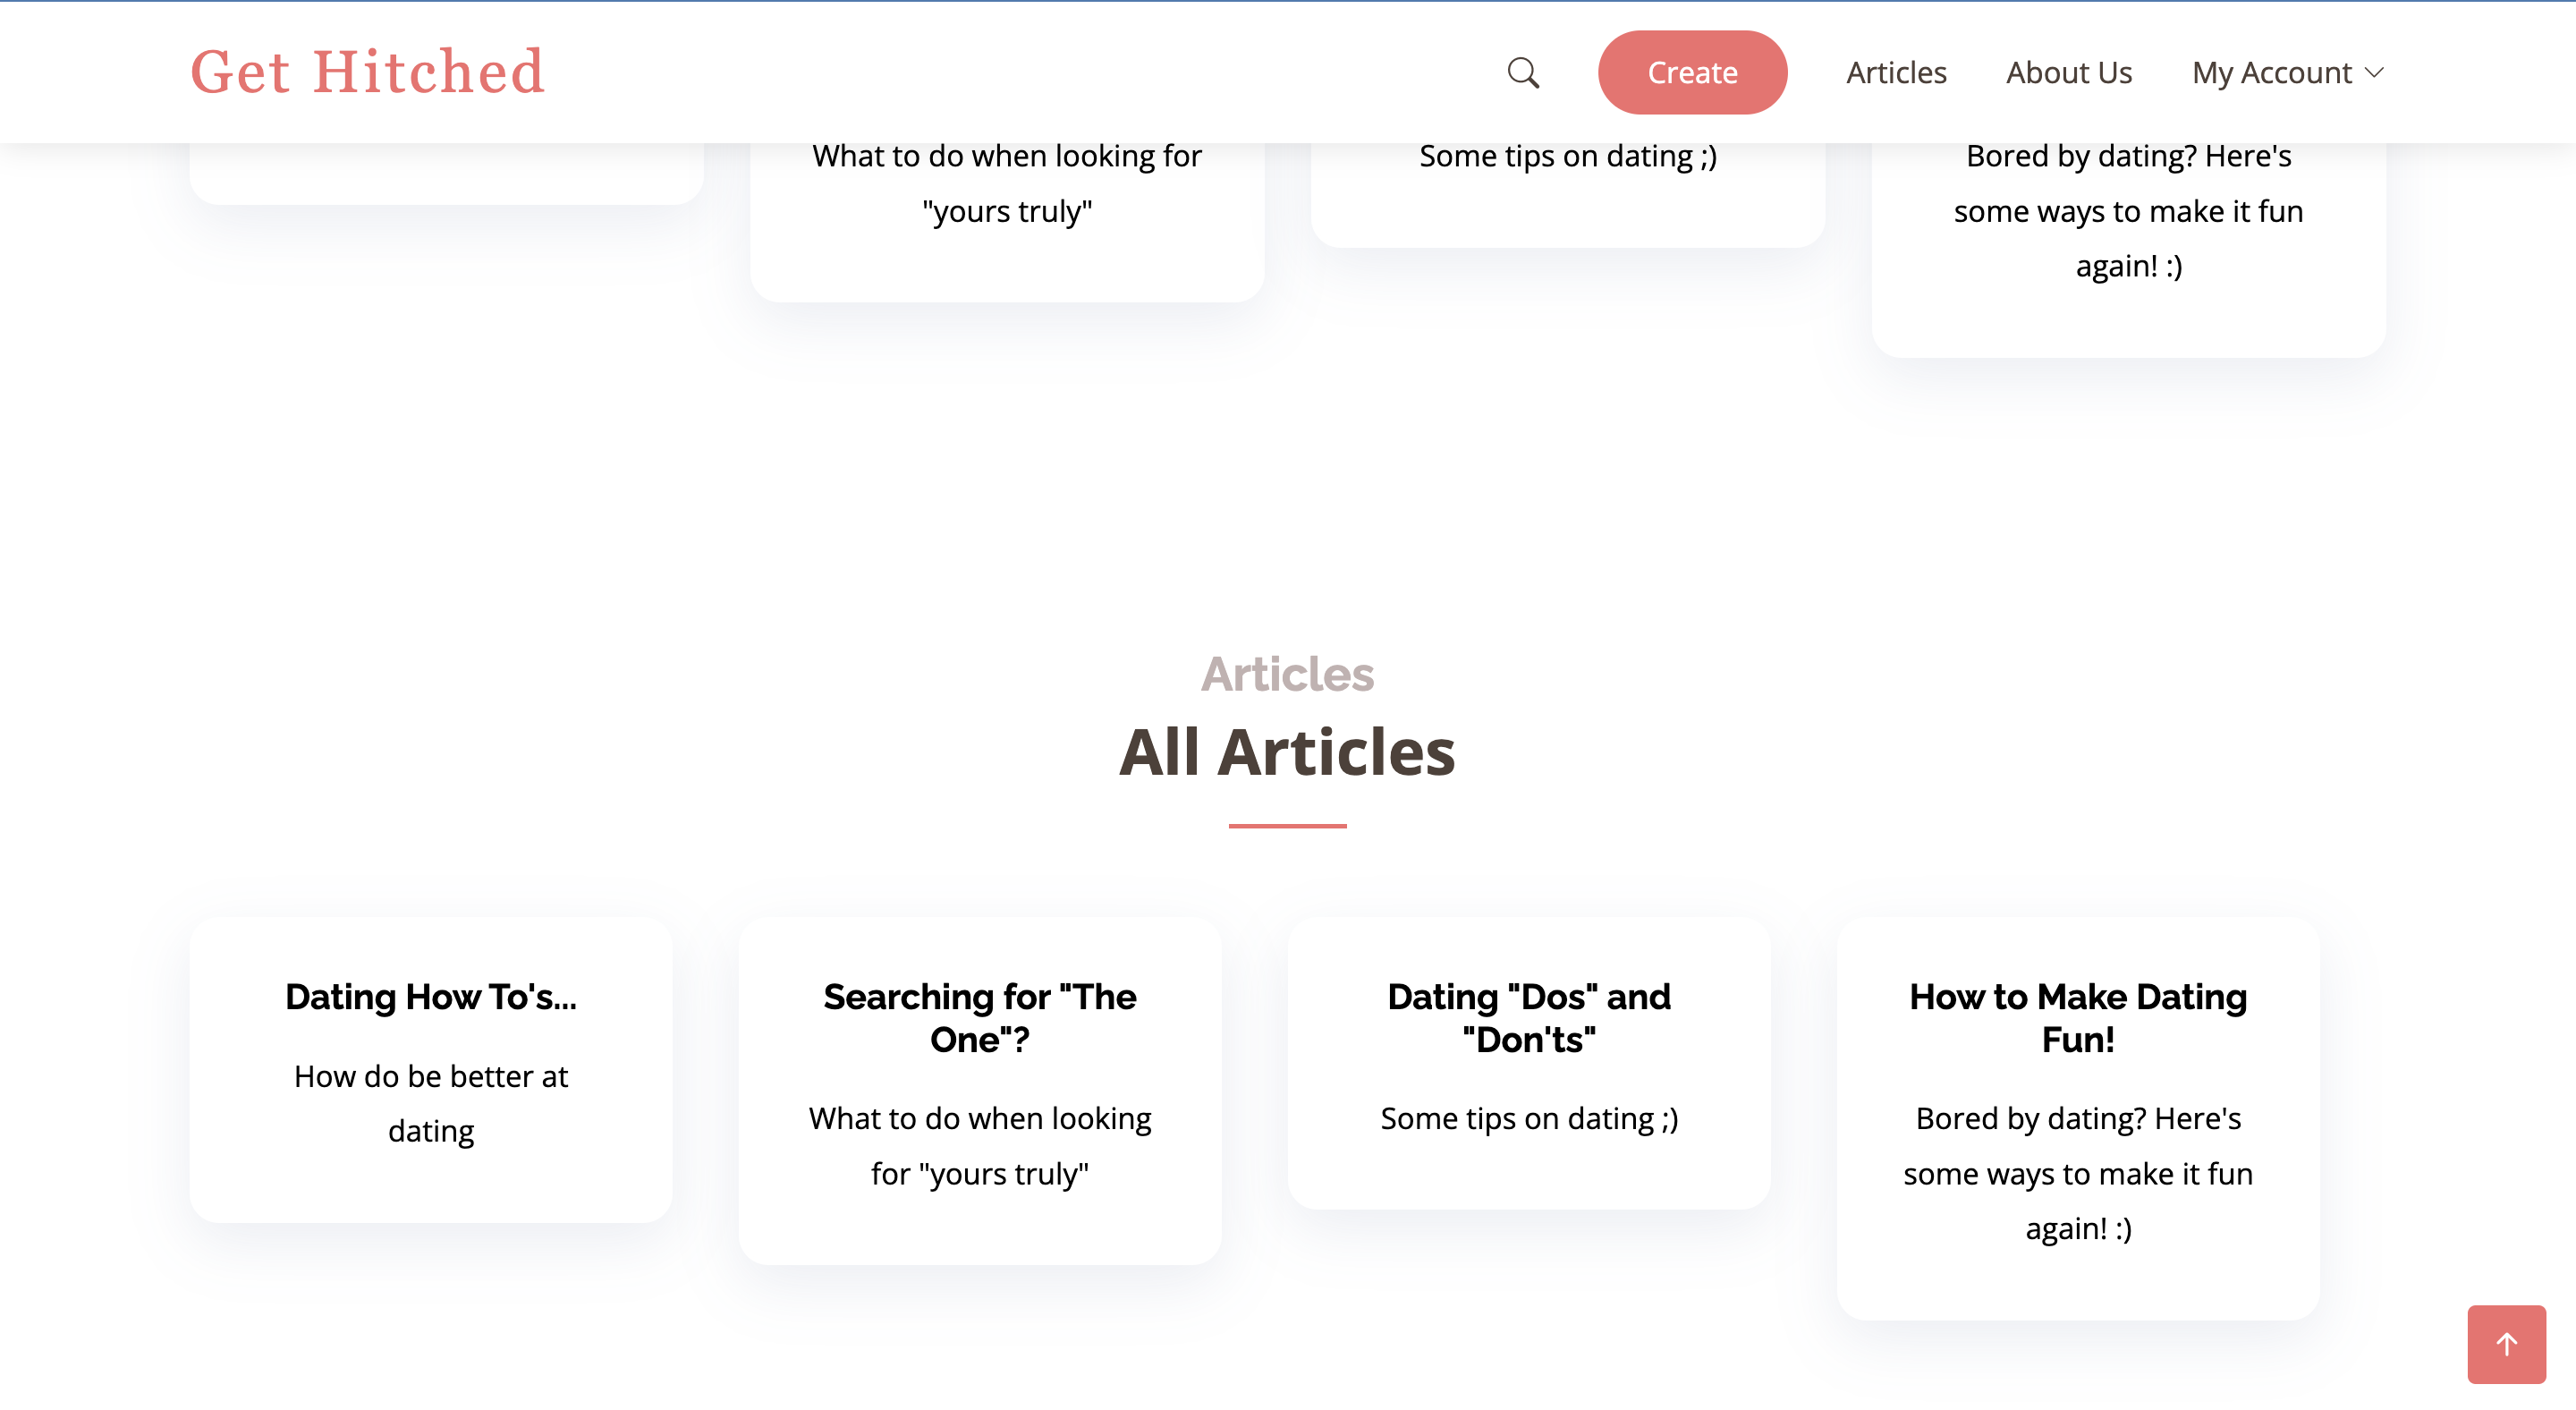 Get Hitched
Create
Articles
About Us
My Account
What to do when looking for
"yours truly"
Some tips on dating ;)
Bored by dating? Here's
some ways to make it fun
again! :)
Articles
All Articles
Dating How To's...
How do be better at
dating
Searching for "The
One"?
What to do when looking
for "yours truly"
Dating "Dos" and
"Don'ts"
Some tips on dating ;)
How to Make Dating
Fun!
Bored by dating? Here's
some ways to make it fun
again! :)